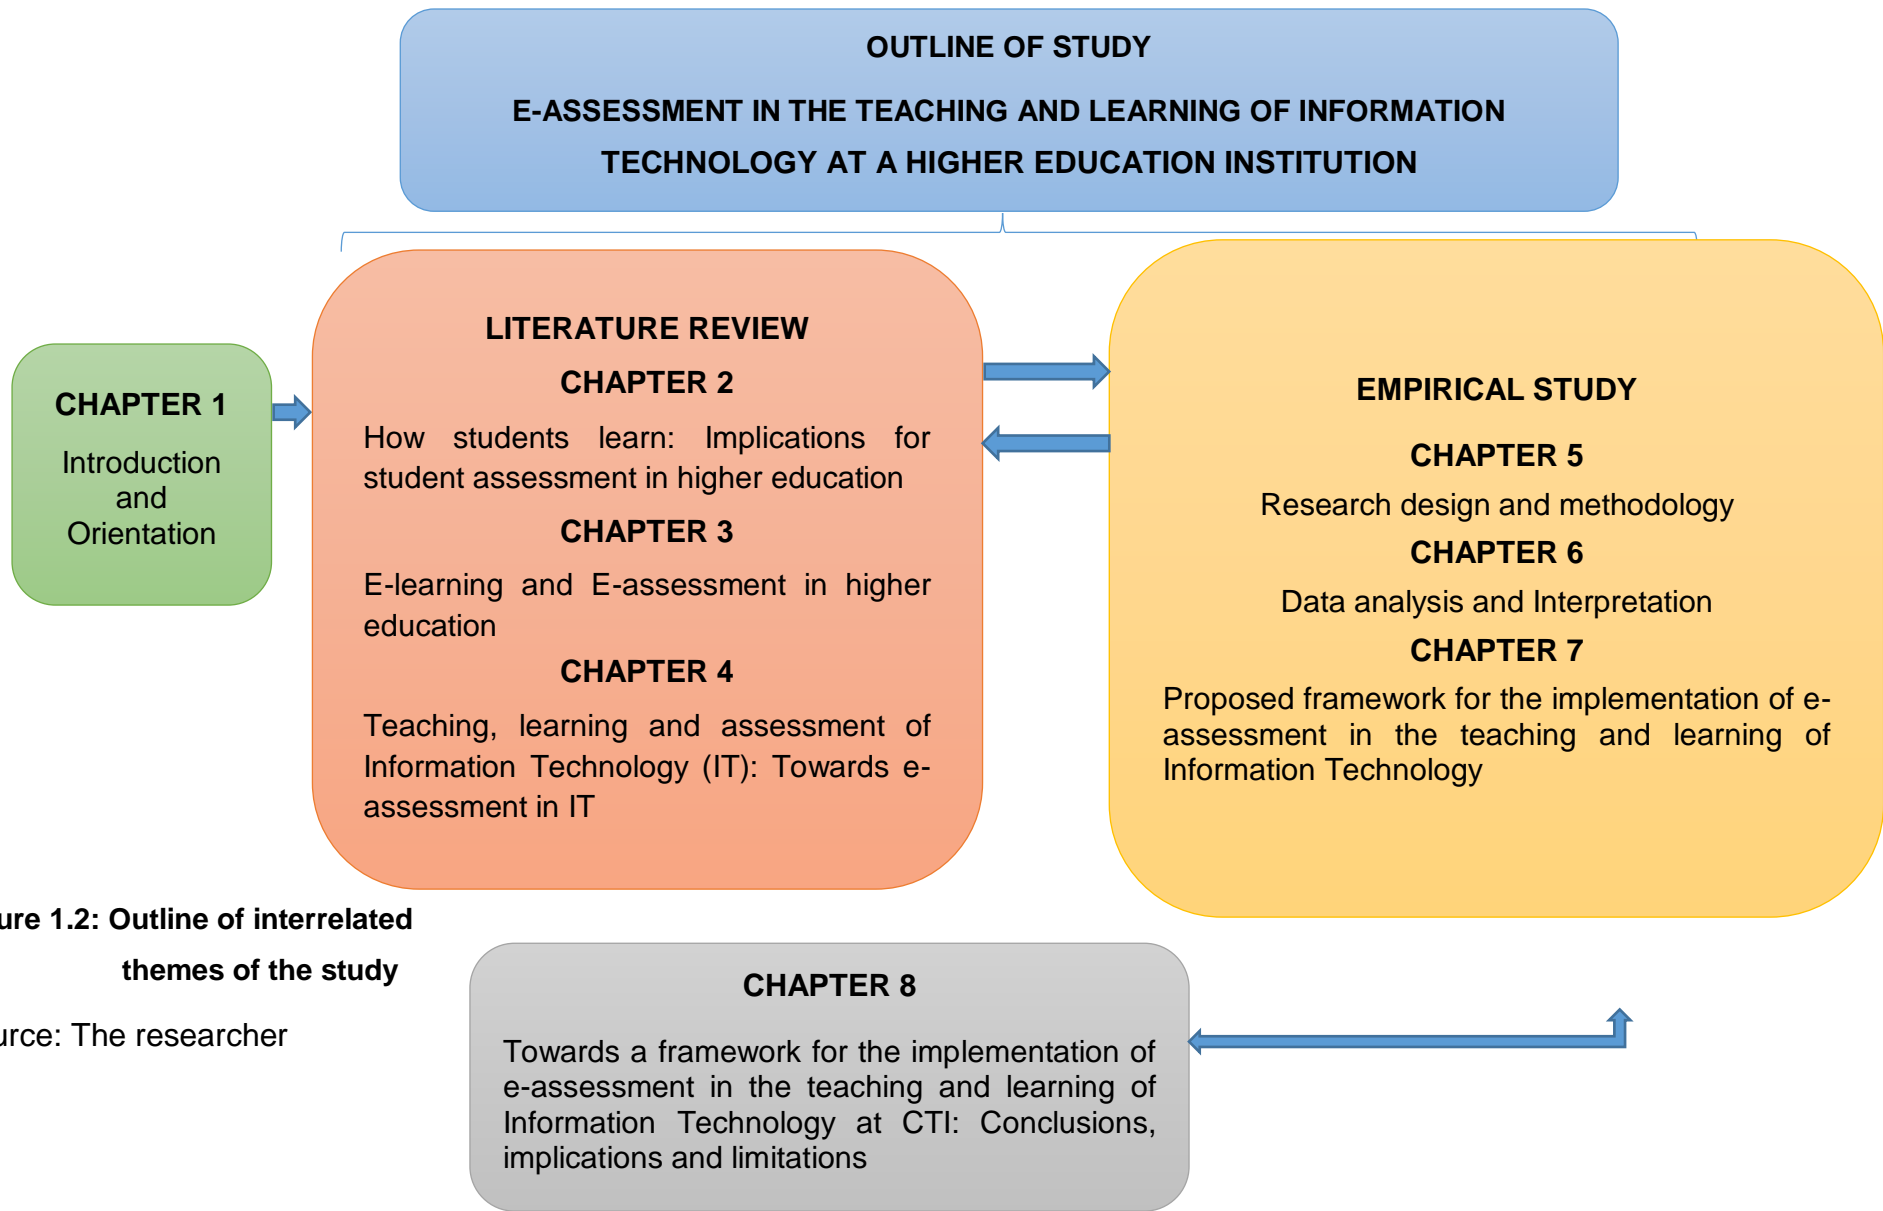 OUTLINE OF STUDY
E-ASSESSMENT IN THE TEACHING AND LEARNING OF INFORMATION
TECHNOLOGY AT A HIGHER EDUCATION INSTITUTION
CHAPTER 1
Introduction
and
Orientation
LITERATURE REVIEW
CHAPTER 2
How students learn: Implications for
student assessment in higher education
CHAPTER 3
E-learning and E-assessment in higher
education
CHAPTER 4
Teaching, learning and assessment of
Information Technology (IT): Towards e-
assessment in IT
EMPIRICAL STUDY
CHAPTER 5
Research design and methodology
CHAPTER 6
Data analysis and Interpretation
CHAPTER 7
Proposed framework for the implementation of e-
assessment in the teaching and learning of
Information Technology
ure 1.2: Outline of interrelated
themes of the study
urce: The researcher
CHAPTER 8
Towards a framework for the implementation of
e-assessment in the teaching and learning of
Information Technology at CTI: Conclusions,
implications and limitations